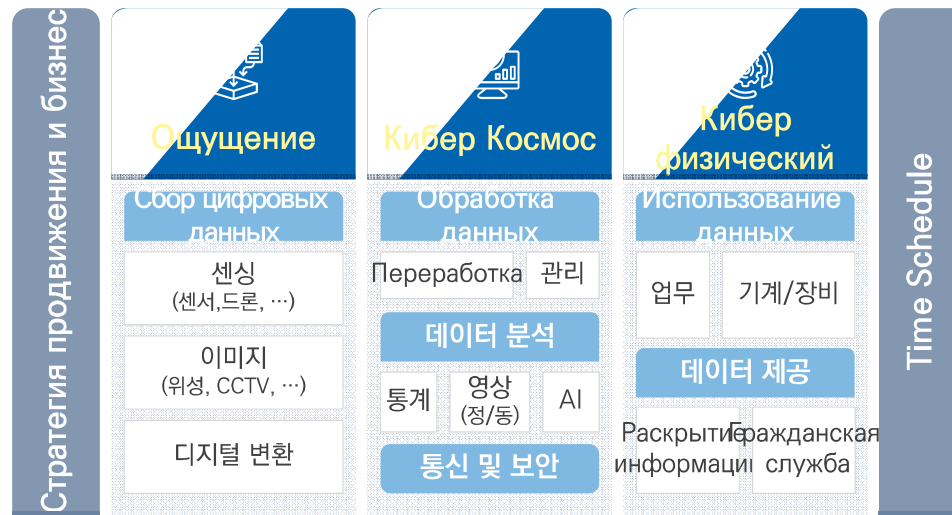 Стратегия продвижения и бизнес
Ощущение
Сбор цифровых
данных
센싱
(센서,드론, …)
이미지
(위성, CCTV, …)
디지털 변환
Кибер Космос
Обработка
данных
Переработка
관리
데이터 분석
통계
영상
(정/동)
AI
통신 및 보안
Кибер
физический
Использование
данных
업무
기계/장비
데이터 제공
Раскрытие
информации
Гражданская
служба
Time Schedule